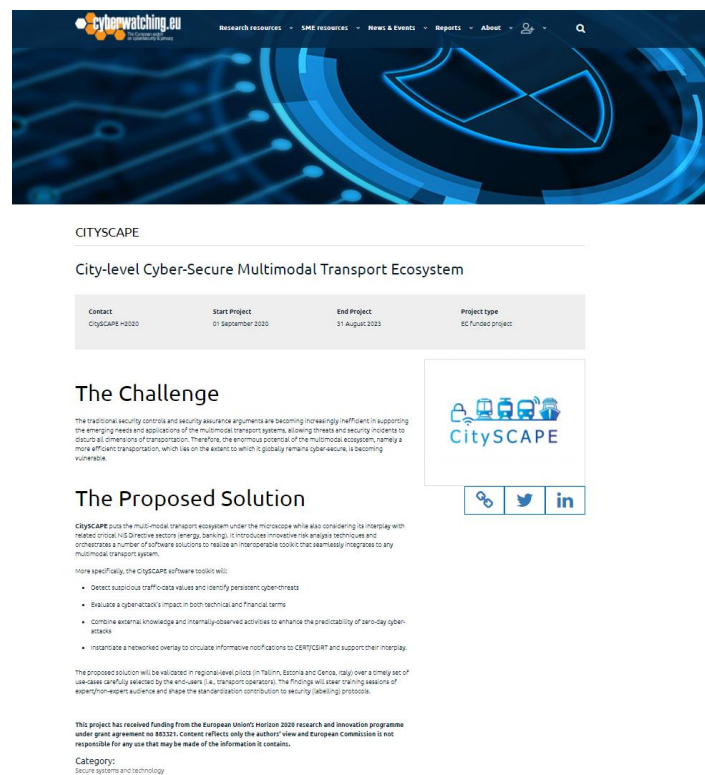 cyberwatching.eu
The European watch
on cybersecurity & privacy
Research resources
SME resources
News & Events
Reports
About
CITYSCAPE
City-level Cyber-Secure Multimodal Transport Ecosystem
Contact Start Project End Project Project type
CitySCAPE H2020 01 September 2020 31 August 2023 EC funded project
The Challenge
The traditional security controls and security assurance arguments are becoming increasingly inefficient in supporting
the emerging needs and applications of the multimodal transport systems, allowing threats and security incidents to
disturb all dimensions of transportation. Therefore, the enormous potential of the multimodal ecosystem, namely a
more efficient transportation, which lies on the extent to which it globally remains cyber-secure, is becoming
vulnerable.
CitySCAPE
The Proposed Solution
in
CitySCAPE puts the multi-modal transport ecosystem under the microscope while also considering its interplay with
related critical NIS Directive sectors (energy, banking). It introduces innovative risk analysis techniques and
orchestrates a number of software solutions to realize an interoperable toolkit that seamlessly integrates to any
multimodal transport system.
More specifically, the CitySCAPE software toolkit will:
• Detect suspicious traffic-data values and identify persistent cyber-threats
• Evaluate a cyber-attack's impact in both technical and financial terms
• Combine external knowledge and internally-observed activities to enhance the predictability of zero-day cyber-
attacks
• Instantiate a networked overlay to circulate informative notifications to CERT/CSIRT and support their interplay.
The proposed solution will be validated in regional-level pilots (in Tallinn, Estonia and Genoa, Italy) over a timely set of
use-cases carefully selected by the end-users (i.e., transport operators). The findings will steer training sessions of
expert/non-expert audience and shape the standardization contribution to security (labelling) protocols.
This project has received funding from the European Union's Horizon 2020 research and innovation programme
under grant agreement no 883321. Content reflects only the authors' view and European Commission is not
responsible for any use that may be made of the information it contains.
Category:
Secure systems and technology